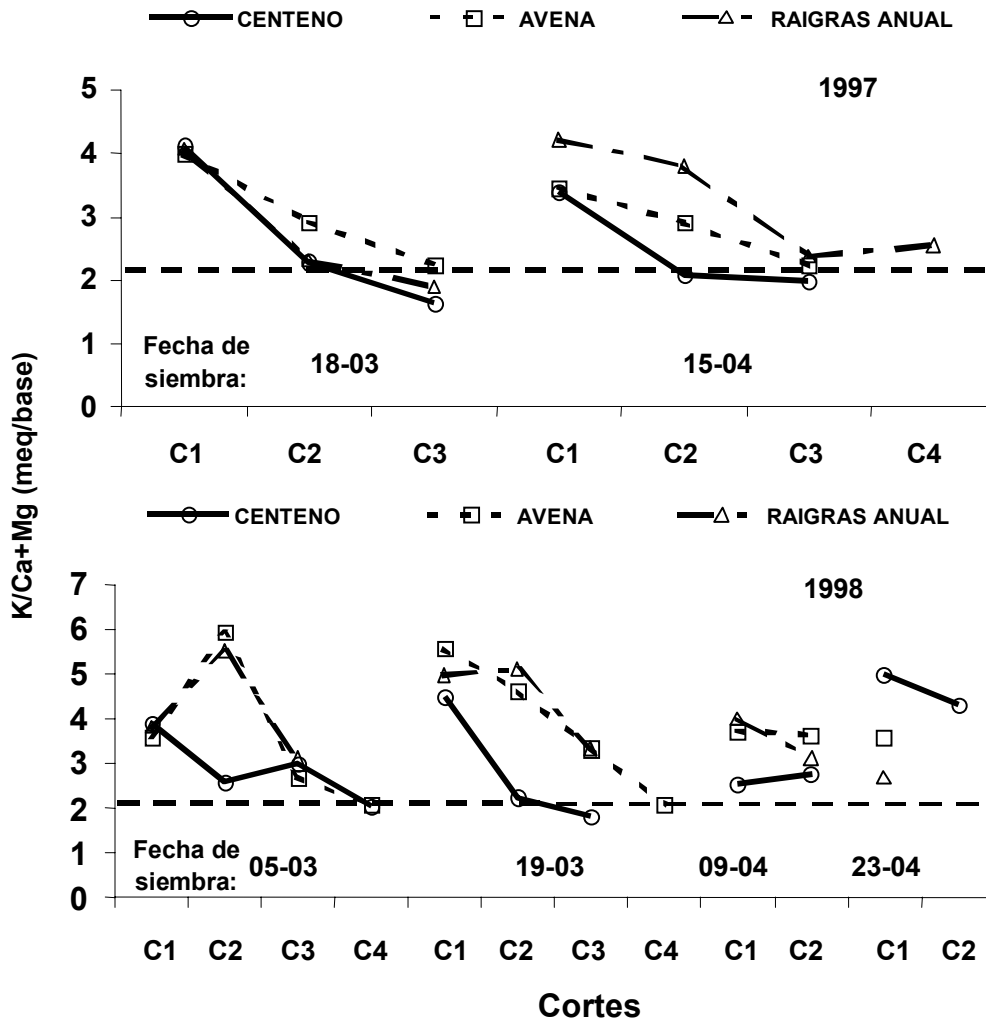 CENTENO AVENA RAIGRAS ANUAL
1997
5
4
3
2
1
0
Fecha de
siembra:
18-03 15-04
C1 C2 C3 C1 C2 C3 C4
K/Ca+Mg (meq/base)
CENTENO AVENA RAIGRAS ANUAL
1998
7
6
5
4
3
2
1
0
Fecha de
siembra:
05-03 19-03 09-04 23-04
C1 C2 C3 C4 C1 C2 C3 C4 C1 C2 C1 C2
Cortes